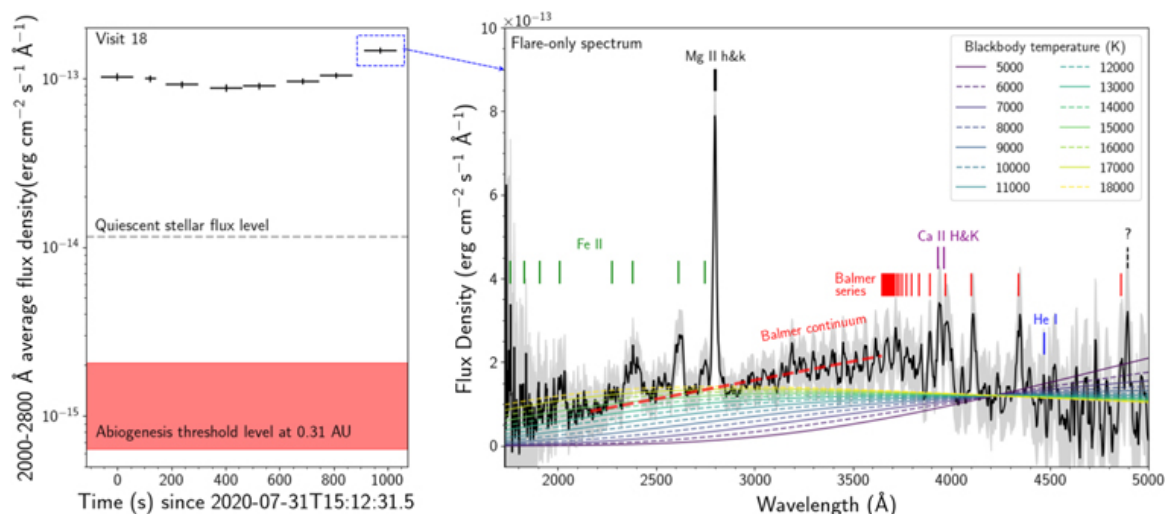 Visit 18
2000-2800 Å average flux density(erg cm⁻² s⁻¹ Å⁻¹)
10⁻¹³
10⁻¹⁴
10⁻¹⁵
Quiescent stellar flux level
Abiogenesis threshold level at 0.31 AU
0 200 400 600 800 1000
Time (s) since 2020-07-31T15:12:31.5
×10⁻¹³
Flare-only spectrum
Flux Density (erg cm⁻² s⁻¹ Å⁻¹)
8
6
4
2
0
Mg II h&k
Fe II
Balmer continuum
Balmer
series
Ca II H&K
He I
?
Blackbody temperature (K)
5000 12000
6000 13000
7000 14000
8000 15000
9000 16000
10000 17000
11000 18000
2000 2500 3000 3500 4000 4500 5000
Wavelength (Å)